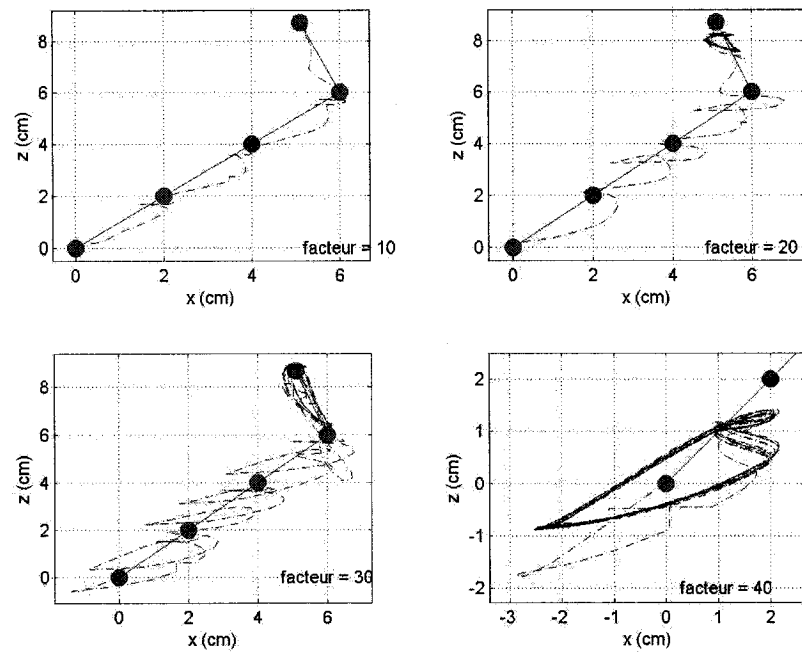 8
6
4
2
0
z (cm)
facteur = 10
0 2 4 6
x (cm)
8
6
4
2
0
z (cm)
facteur = 20
0 2 4 6
x (cm)
8
6
4
2
0
z (cm)
facteur = 30
0 2 4 6
x (cm)
2
1
0
-1
-2
z (cm)
facteur = 40
-3 -2 -1 0 1 2
x (cm)